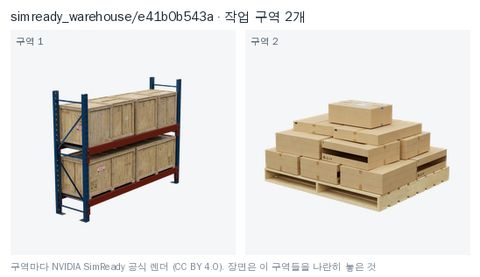 simready_warehouse/e41b0b543a · 작업 구역 2개
구역 1
구역 2
구역마다 NVIDIA SimReady 공식 렌더 (CC BY 4.0). 장면은 이 구역들을 나란히 놓은 것